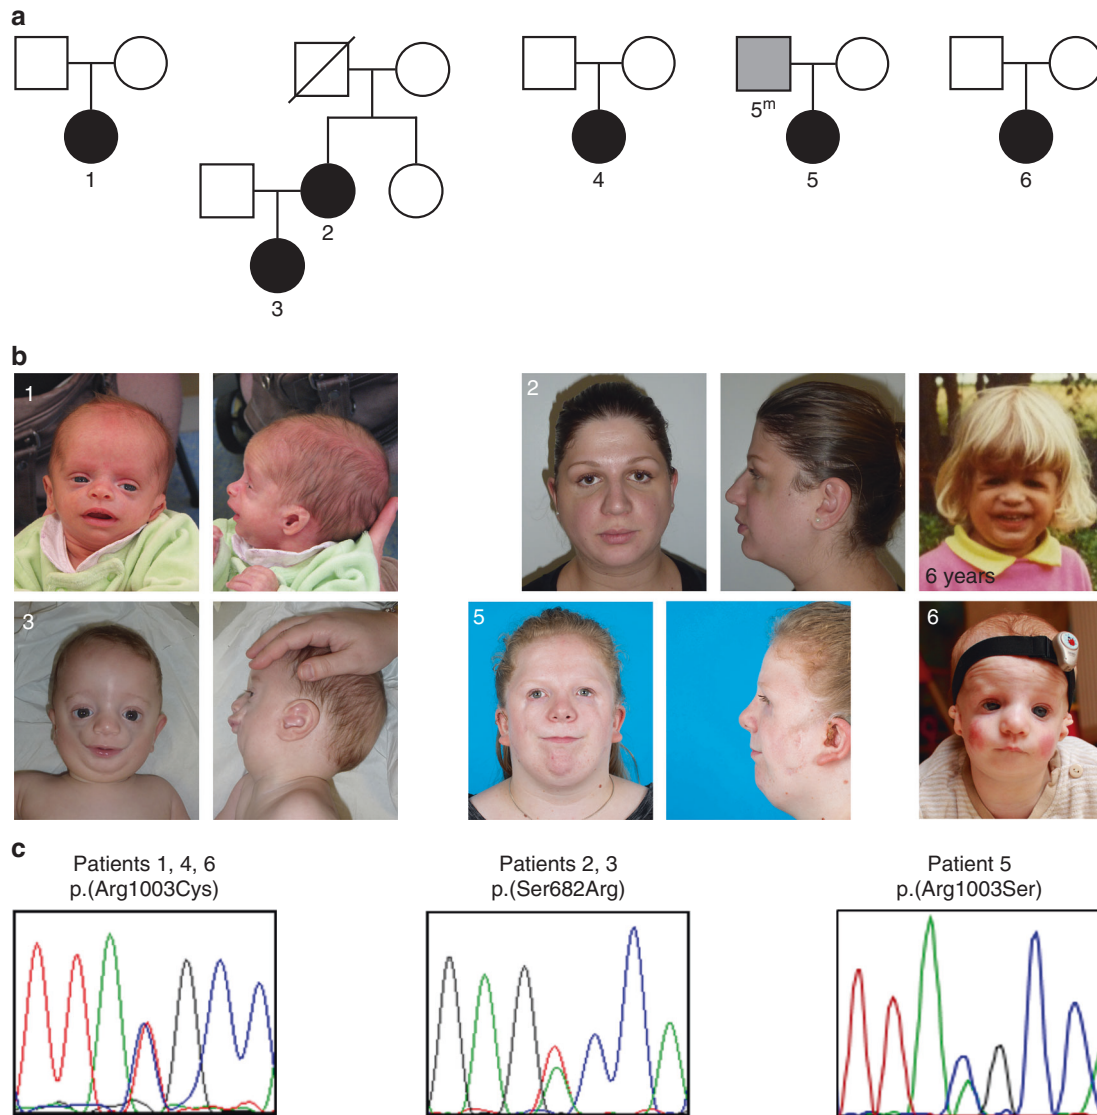 a
1
2
3
4
5ᵐ
5
6
b
1
2
6 years
3
5
6
c
Patients 1, 4, 6
p.(Arg1003Cys)
Patients 2, 3
p.(Ser682Arg)
Patient 5
p.(Arg1003Ser)